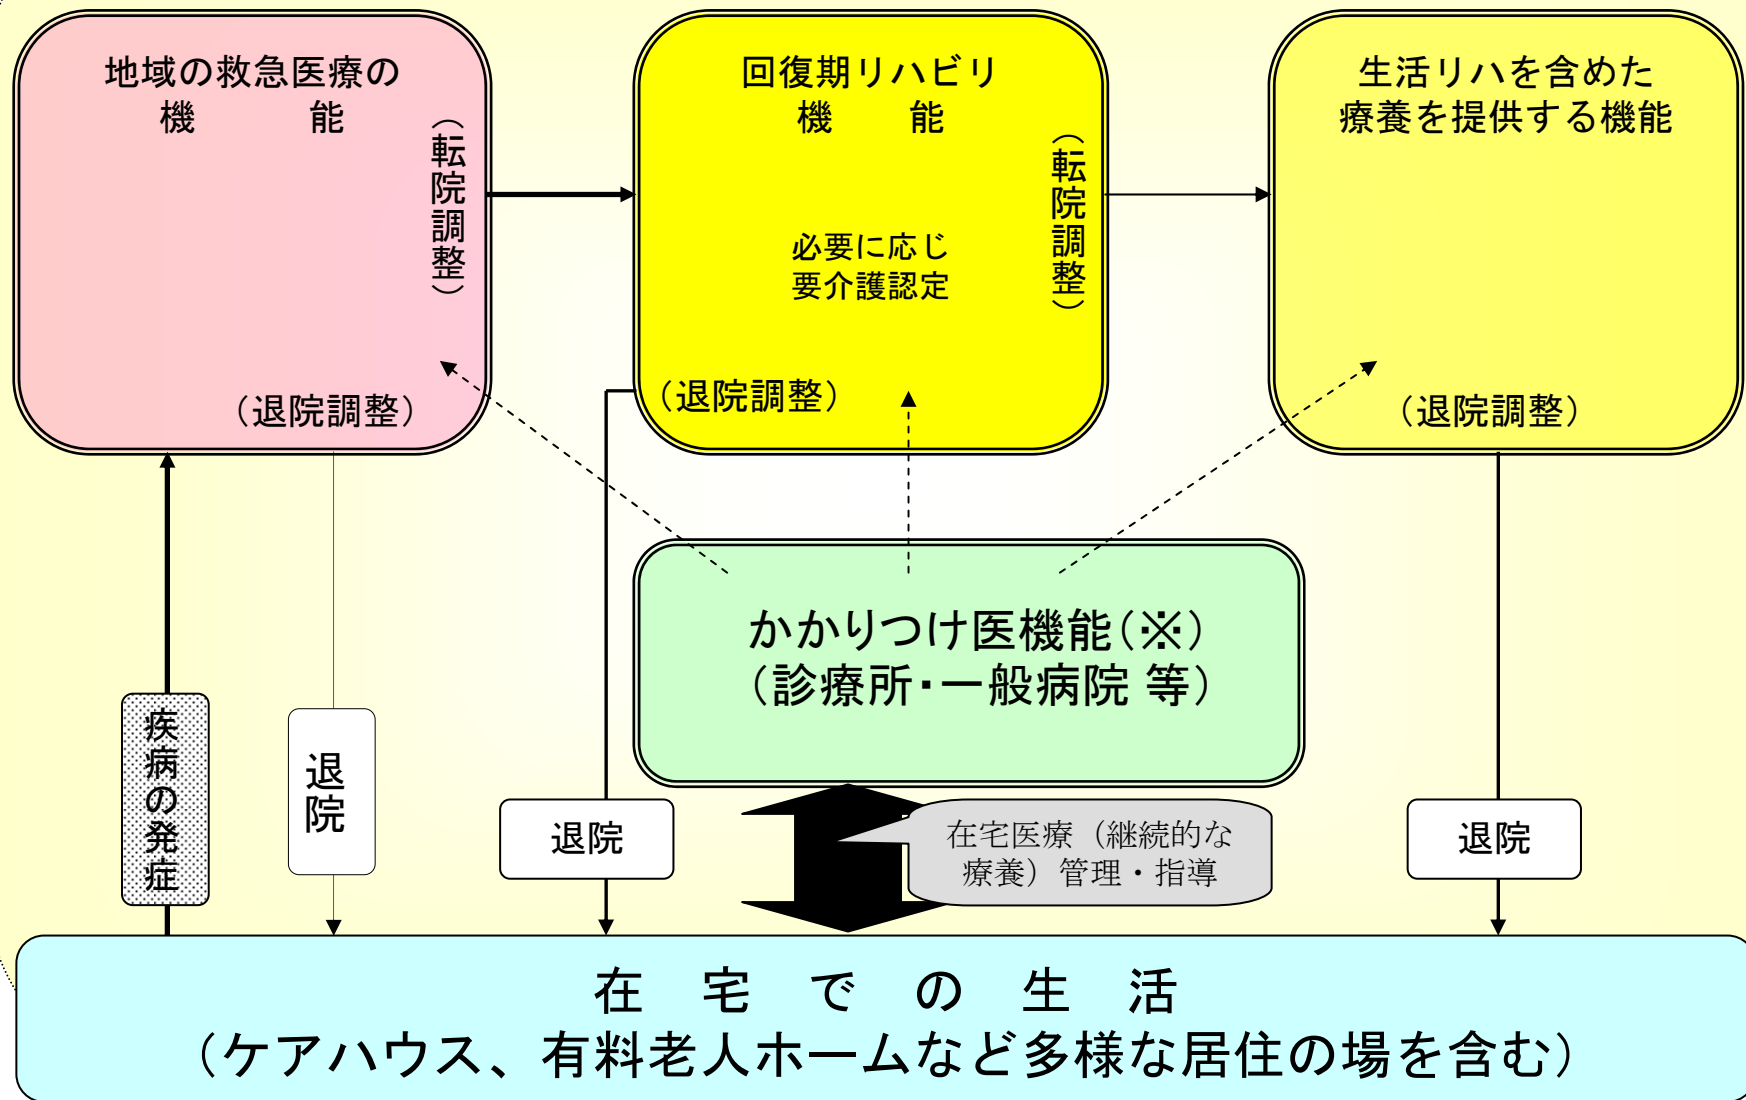 地域の救急医療の
機　能
（転院調整）
（退院調整）
回復期リハビリ
機　能
（転院調整）
必要に応じ
要介護認定
（退院調整）
生活リハを含めた
療養を提供する機能
（退院調整）
かかりつけ医機能（※）
（診療所・一般病院 等）
疾病の発症
退院
退院
在宅医療（継続的な
療養）管理・指導
退院
在 宅 で の 生 活
（ケアハウス、有料老人ホームなど多様な居住の場を含む）